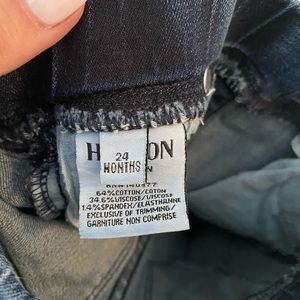 H ON
24
MONTHS
64% COTTON/COTON
34.6% VISCOSE/VISCOSE
1.4% SPANDEX/ELASTHANNE
EXCLUSIVE OF TRIMMING/
GARNITURE NON COMPRISE